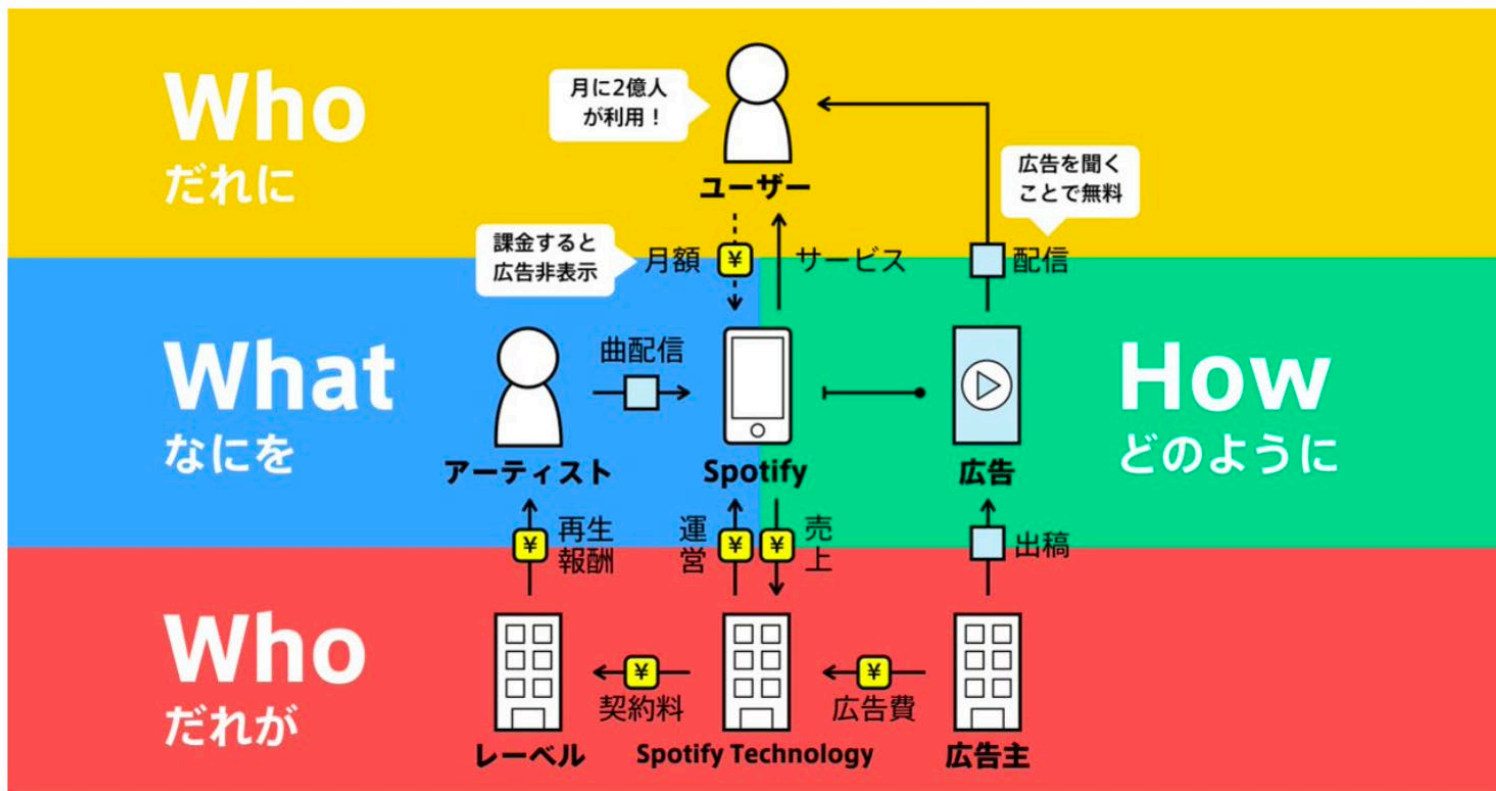 Who
だれに
月に2億人
が利用！
ユーザー
広告を聞く
ことで無料
課金すると
広告非表示
月額
¥
サービス
配信
What
なにを
アーティスト
曲配信
Spotify
広告
How
どのように
¥
再生
報酬
運
営
¥
¥
売
上
出稿
Who
だれが
レーベル
¥
契約料
Spotify Technology
¥
広告費
広告主